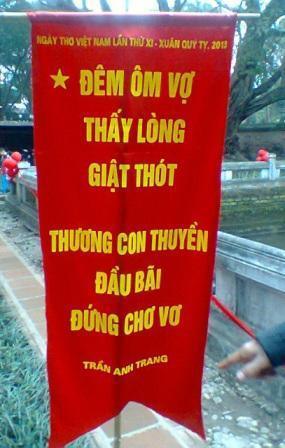 NGÀY THƠ VIỆT NAM LẦN THỨ XI - XUÂN QUÝ TỴ, 2013
ĐÊM ÔM VỢ
THẤY LÒNG
GIẬT THÓT
THƯƠNG CON THUYỀN
ĐẦU BÃI
ĐỨNG CHƠ VƠ
TRẦN ANH TRANG